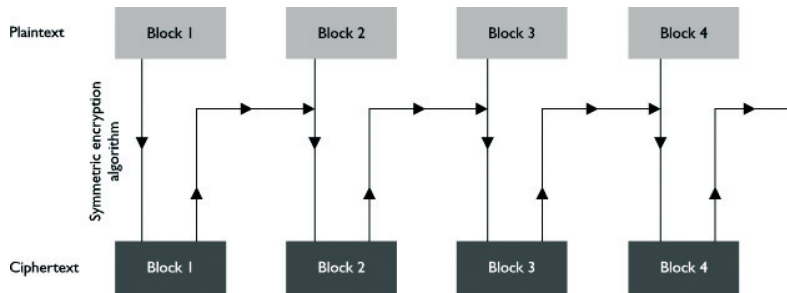 Plaintext
Block 1
Block 2
Block 3
Block 4
Symmetric encryption
algorithm
Ciphertext
Block 1
Block 2
Block 3
Block 4